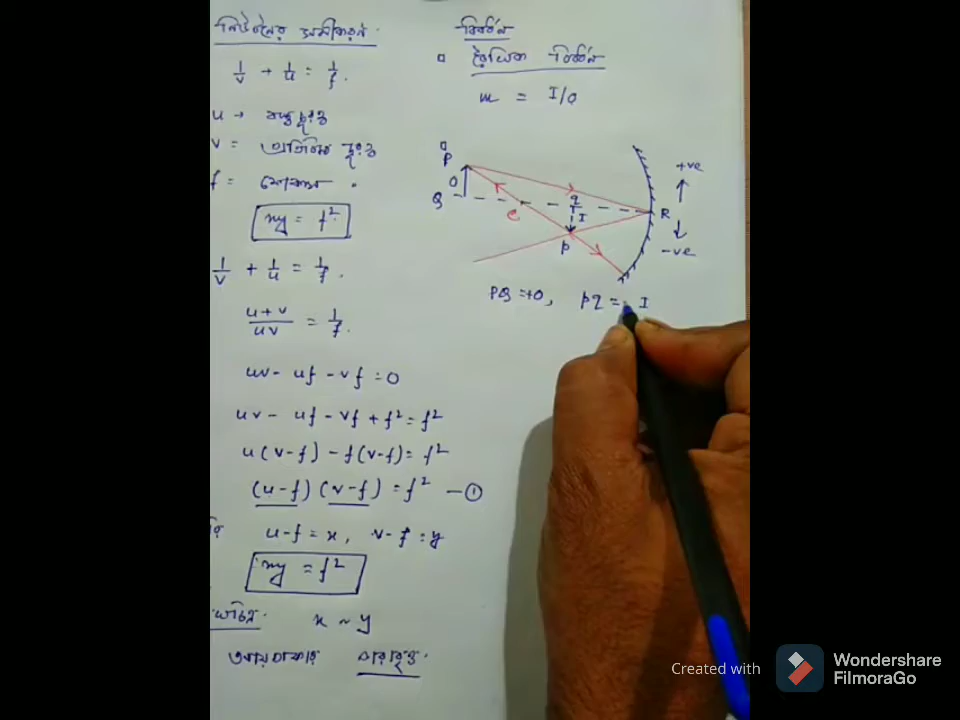 নিউটনের সমীকরণ.
1/v + 1/u = 1/f.
u → বস্তু দূরত্ব
v = প্রতিবিম্ব দূরত্ব
f = ফোকাস .
xy = f²
1/v + 1/u = 1/f.
u+v/uv = 1/f.
uv - uf - vf = 0
uv - uf - vf + f² = f²
u(v-f) - f(v-f) = f²
(u-f)(v-f) = f² —①
u-f = x, v-f = y
xy = f²
x ~ y
আয়তাকার
বিবর্ধন
রৈখিক বিবর্ধন
m = I/O
P
O
Q
C
q
I
p
R
+ve
-ve
PQ = +O, pq = I
Created with
Wondershare
FilmoraGo